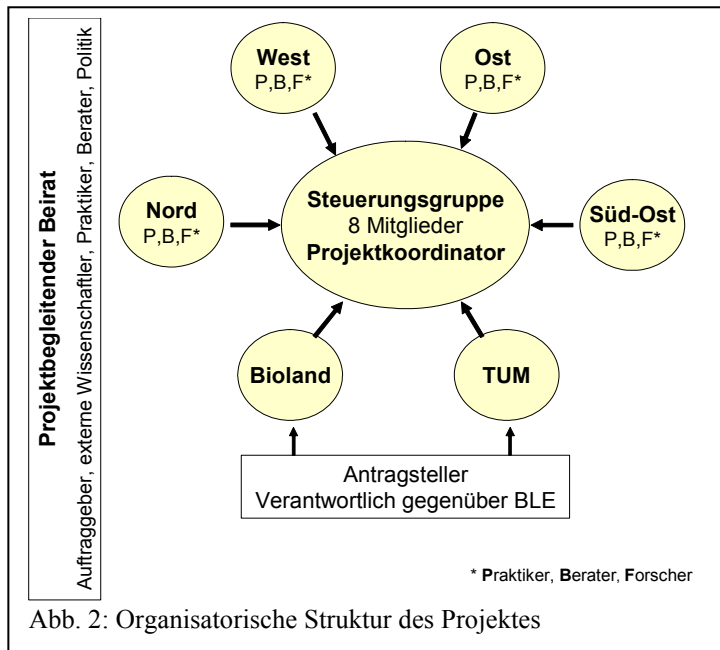 Projektbegleitender Beirat
Auftraggeber, externe Wissenschaftler, Praktiker, Berater, Politik
West
P,B,F*
Ost
P,B,F*
Nord
P,B,F*
Steuerungsgruppe
8 Mitglieder
Projektkoordinator
Süd-Ost
P,B,F*
Bioland
TUM
Antragsteller
Verantwortlich gegenüber BLE
* Praktiker, Berater, Forscher
Abb. 2: Organisatorische Struktur des Projektes